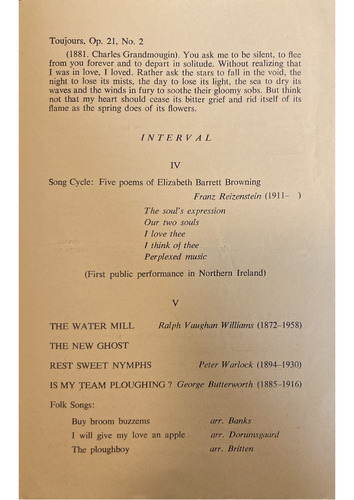 Toujours, Op. 21, No. 2
(1881. Charles Grandmougin). You ask me to be silent, to flee
from you forever and to depart in solitude. Without realizing that
I was in love, I loved. Rather ask the stars to fall in the void, the
night to lose its mists, the day to lose its light, the sea to dry its
waves and the winds in fury to soothe their gloomy sobs. But think
not that my heart should cease its bitter grief and rid itself of its
flame as the spring does of its flowers.
INTERVAL
IV
Song Cycle: Five poems of Elizabeth Barrett Browning
Franz Reizenstein (1911– )
The soul's expression
Our two souls
I love thee
I think of thee
Perplexed music
(First public performance in Northern Ireland)
V
THE WATER MILL Ralph Vaughan Williams (1872-1958)
THE NEW GHOST
REST SWEET NYMPHS Peter Warlock (1894-1930)
IS MY TEAM PLOUGHING? George Butterworth (1885-1916)
Folk Songs:
Buy broom buzzems arr. Banks
I will give my love an apple arr. Dorumsgaard
The ploughboy arr. Britten